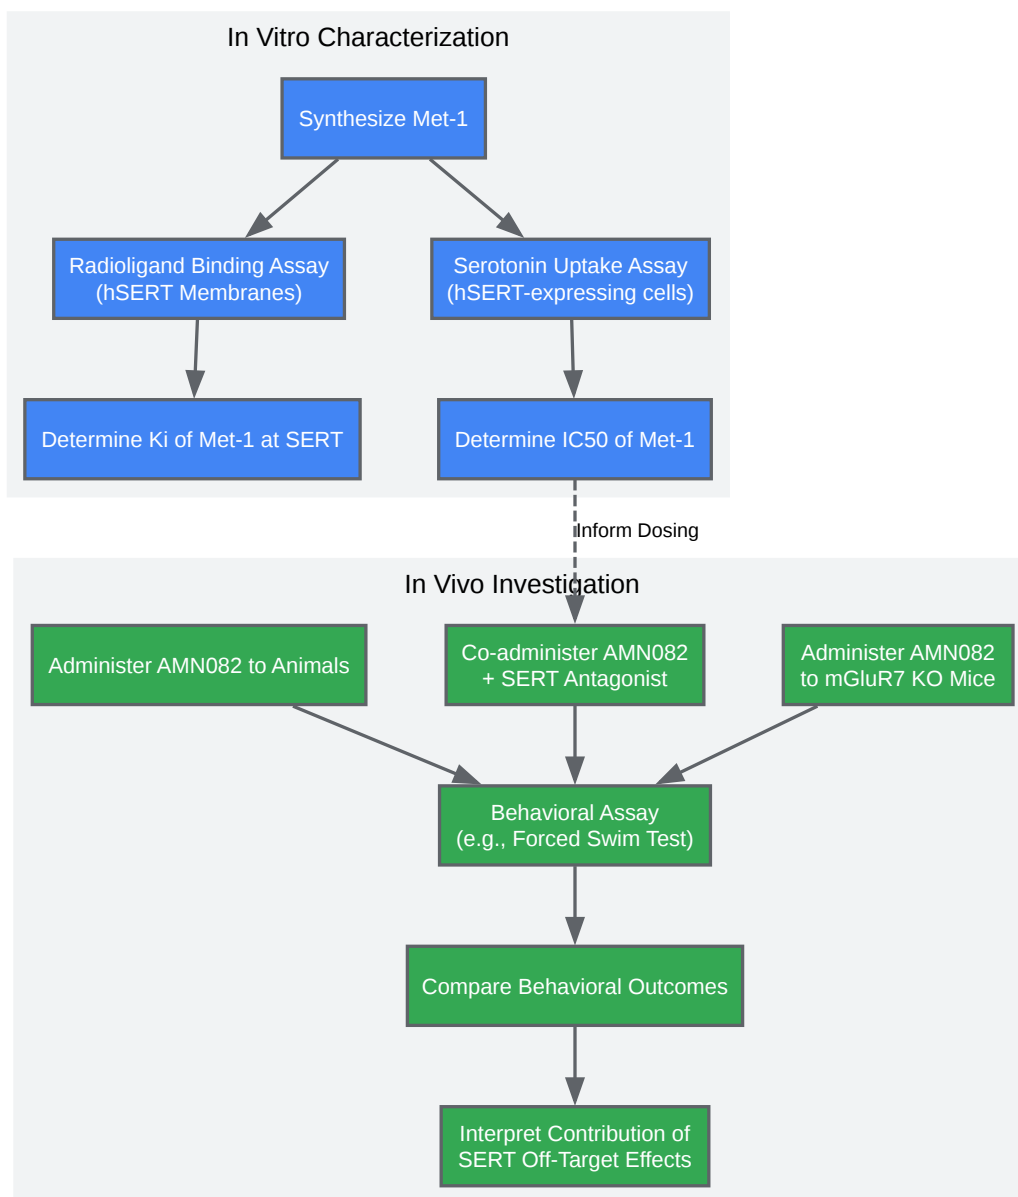 In Vitro Characterization
Synthesize Met-1
Radioligand Binding Assay
(hSERT Membranes)
Serotonin Uptake Assay
(hSERT-expressing cells)
Determine Ki of Met-1 at SERT
Determine IC50 of Met-1
Inform Dosing
In Vivo Investigation
Administer AMN082 to Animals
Co-administer AMN082
+ SERT Antagonist
Administer AMN082
to mGluR7 KO Mice
Behavioral Assay
(e.g., Forced Swim Test)
Compare Behavioral Outcomes
Interpret Contribution of
SERT Off-Target Effects